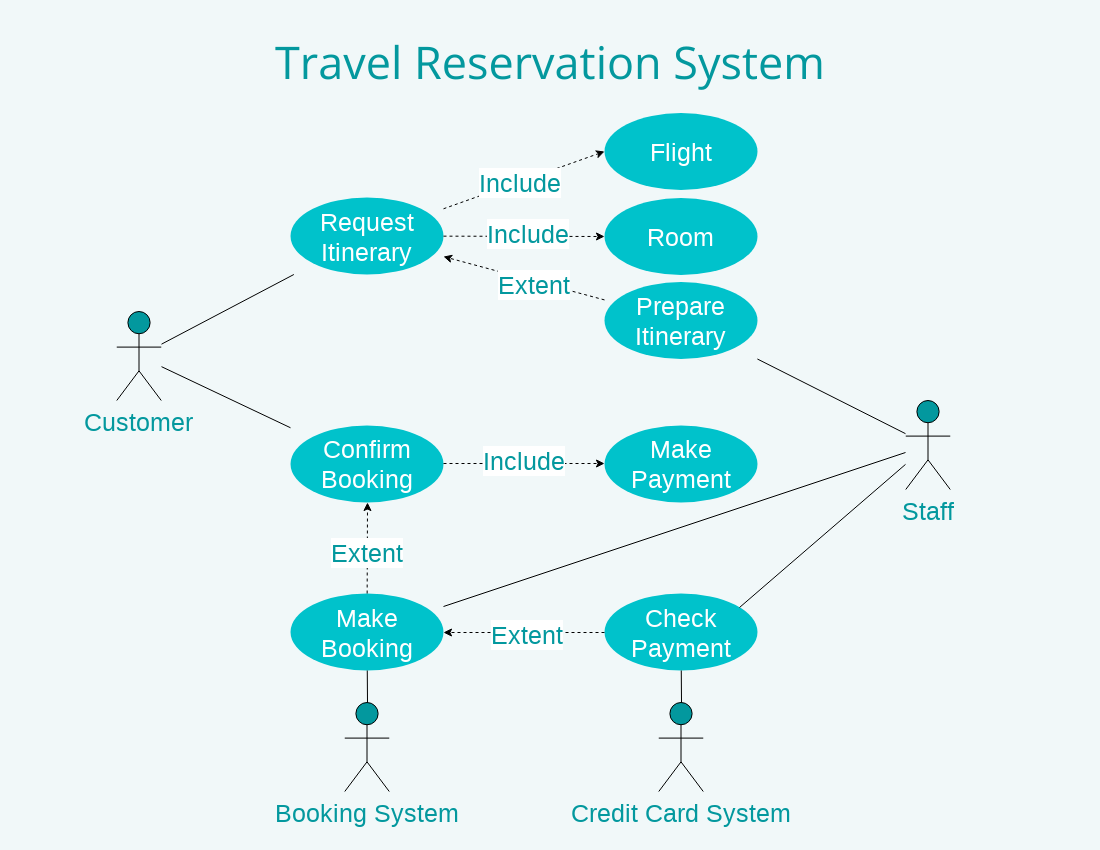 Travel Reservation System
Flight
Include
Request
Itinerary
Include
Room
Extent
Prepare
Itinerary
Customer
Confirm
Booking
Include
Make
Payment
Staff
Extent
Make
Booking
Extent
Check
Payment
Booking System
Credit Card System